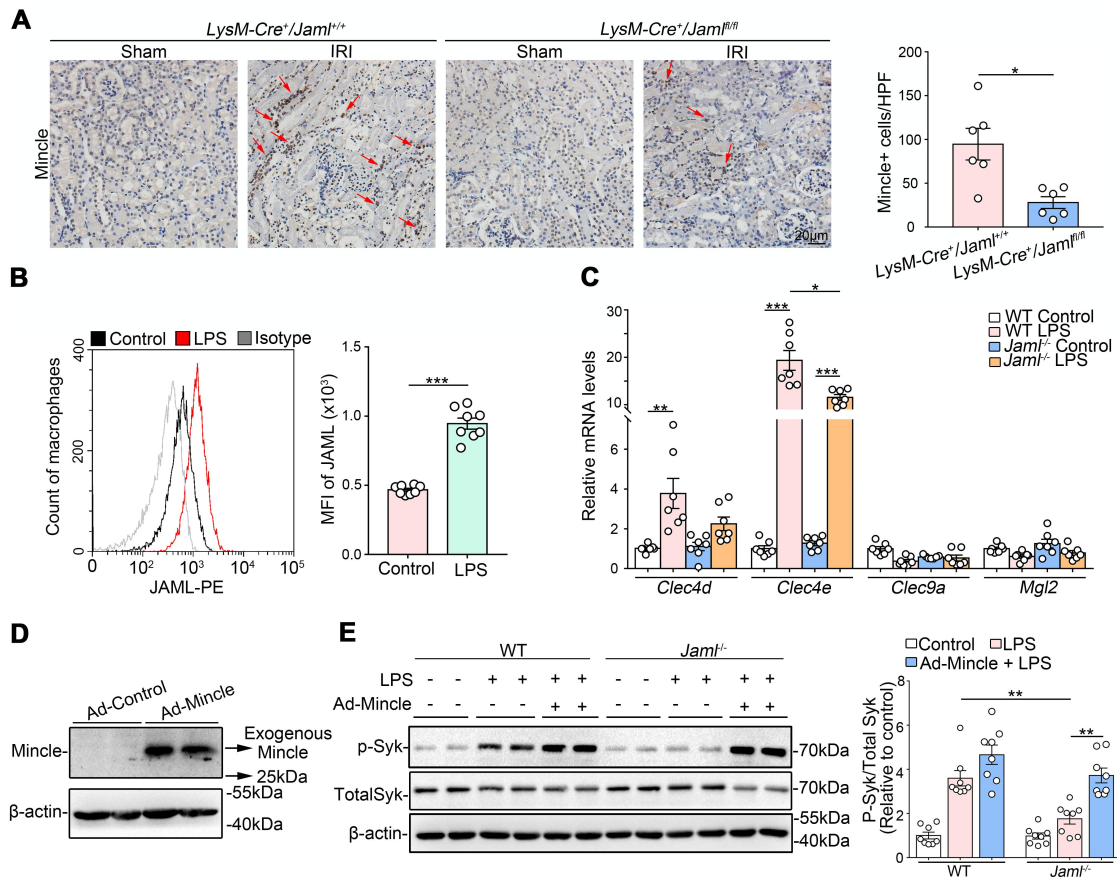 A
LysM-Cre+/Jaml+/+
LysM-Cre+/Jamlfl/fl
Sham
IRI
Sham
IRI
Mincle
20μm
Mincle+ cells/HPF
200
150
100
50
0
*
LysM-Cre+/Jaml+/+
LysM-Cre+/Jamlfl/fl
B
Control
LPS
Isotype
Count of macrophages
400
200
0
0
10²
10³
10⁴
10⁵
JAML-PE
MFI of JAML (x10³)
1.5
1.0
0.5
0.0
***
Control
LPS
C
WT Control
WT LPS
Jaml-/- Control
Jaml-/- LPS
Relative mRNA levels
30
20
10
6
4
2
0
**
***
*
***
Clec4d
Clec4e
Clec9a
Mgl2
D
Ad-Control
Ad-Mincle
Mincle-
Exogenous
Mincle
25kDa
-55kDa
β-actin-
-40kDa
E
WT
Jaml-/-
LPS - - + + + + - - + + + +
Ad-Mincle - - - - + + - - - - + +
p-Syk-
-70kDa
TotalSyk-
-70kDa
-55kDa
β-actin-
-40kDa
Control
LPS
Ad-Mincle + LPS
P-Syk/Total Syk
(Relative to control)
8
6
4
2
0
**
**
WT
Jaml-/-